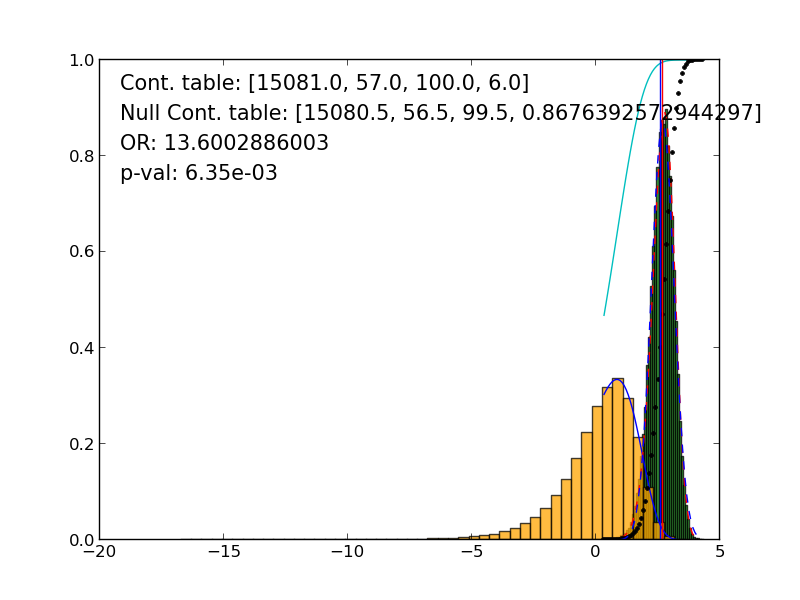 Cont. table: [15081.0, 57.0, 100.0, 6.0]
Null Cont. table: [15080.5, 56.5, 99.5, 0.8676392572944297]
OR: 13.6002886003
p-val: 6.35e-03
1.0
0.8
0.6
0.4
0.2
0.0
−20 −15 −10 −5 0 5